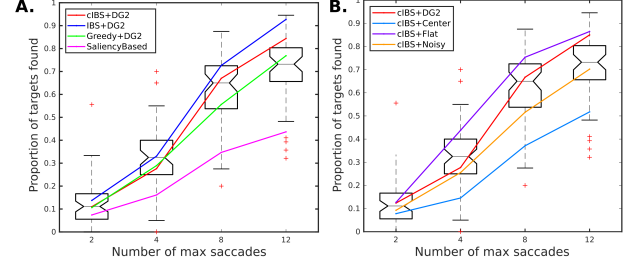 A.
Proportion of targets found
1
0.9
0.8
0.7
0.6
0.5
0.4
0.3
0.2
0.1
0
cIBS+DG2
IBS+DG2
Greedy+DG2
SaliencyBased
2
4
8
12
Number of max saccades
B.
Proportion of targets found
1
0.9
0.8
0.7
0.6
0.5
0.4
0.3
0.2
0.1
0
cIBS+DG2
cIBS+Center
cIBS+Flat
cIBS+Noisy
2
4
8
12
Number of max saccades